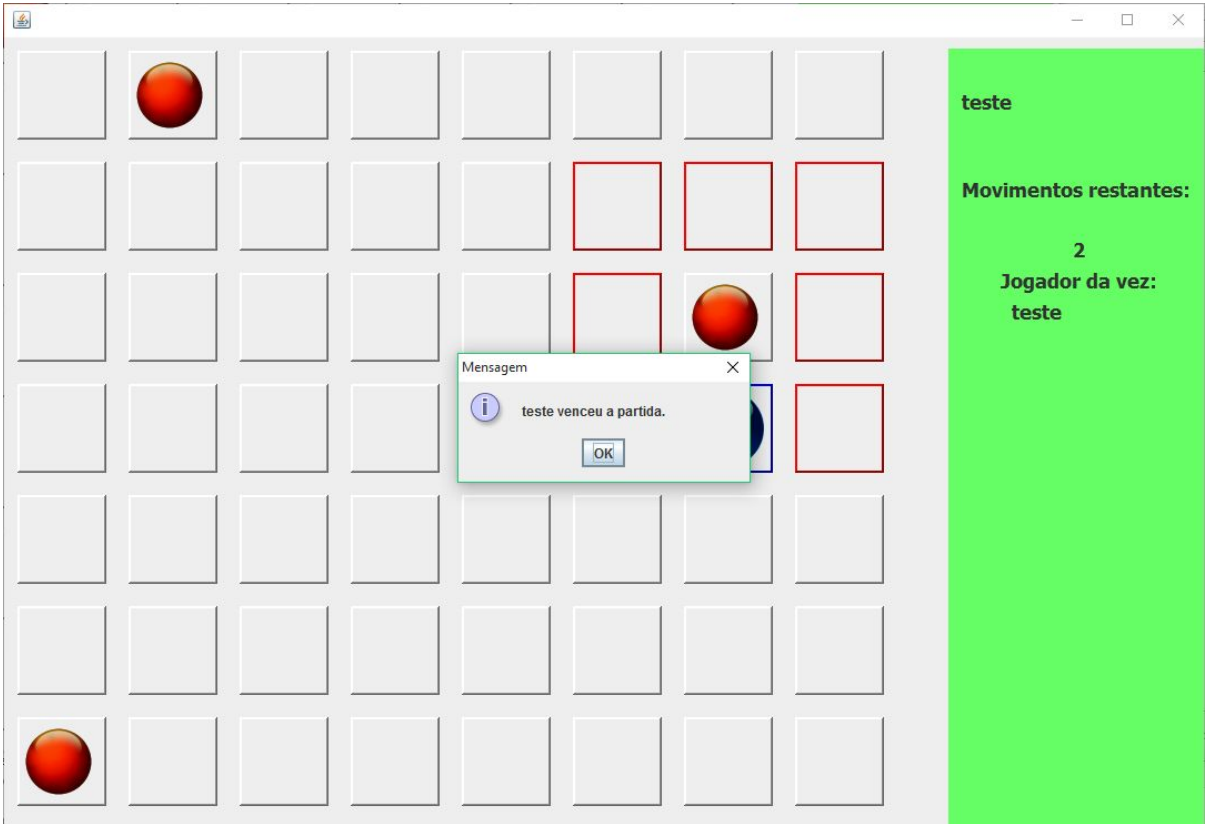 teste
Movimentos restantes:
2
Jogador da vez:
teste
Mensagem
i
teste venceu a partida.
OK